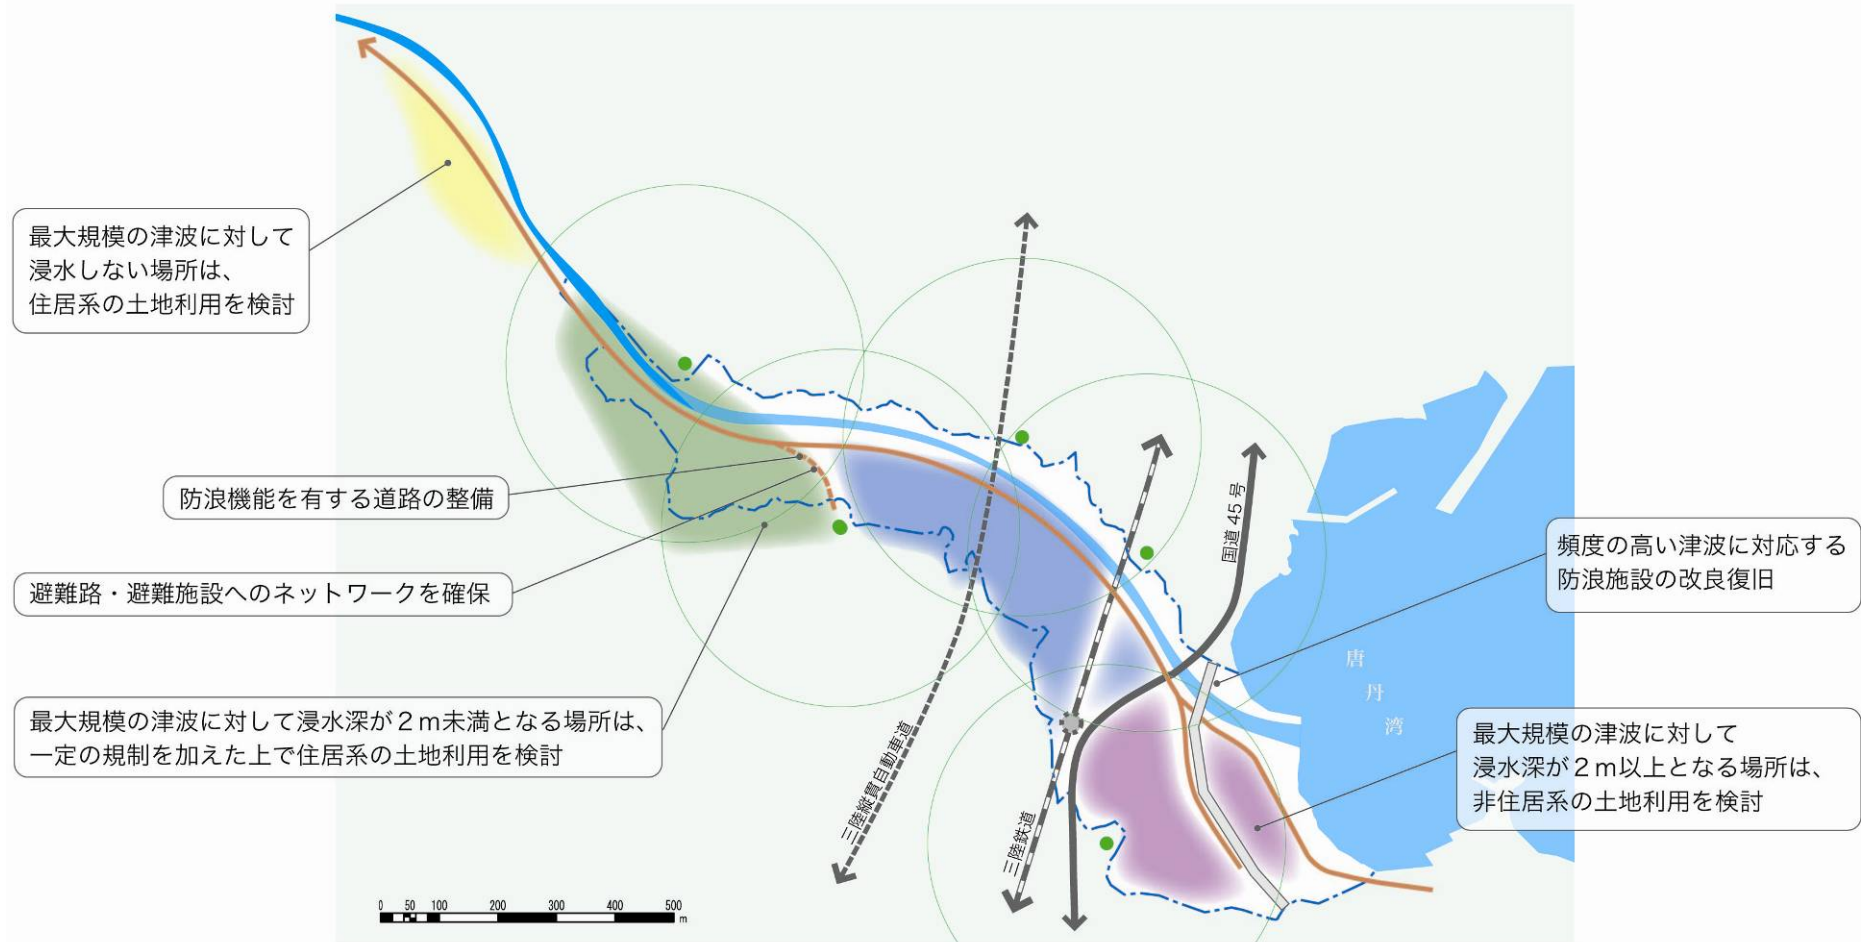 最大規模の津波に対して
浸水しない場所は、
住居系の土地利用を検討
防浪機能を有する道路の整備
避難路・避難施設へのネットワークを確保
最大規模の津波に対して浸水深が２ｍ未満となる場所は、
一定の規制を加えた上で住居系の土地利用を検討
三陸縦貫自動車道
三陸鉄道
国道45号
唐丹湾
頻度の高い津波に対応する
防浪施設の改良復旧
最大規模の津波に対して
浸水深が２ｍ以上となる場所は、
非住居系の土地利用を検討
0 50 100 200 300 400 500 m